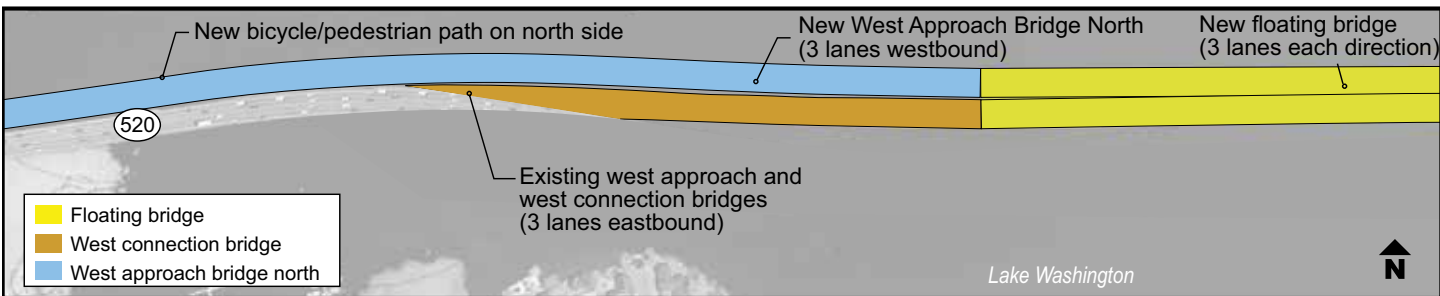 New bicycle/pedestrian path on north side
New West Approach Bridge North
(3 lanes westbound)
New floating bridge
(3 lanes each direction)
520
Existing west approach and
west connection bridges
(3 lanes eastbound)
Floating bridge
West connection bridge
West approach bridge north
Lake Washington
N